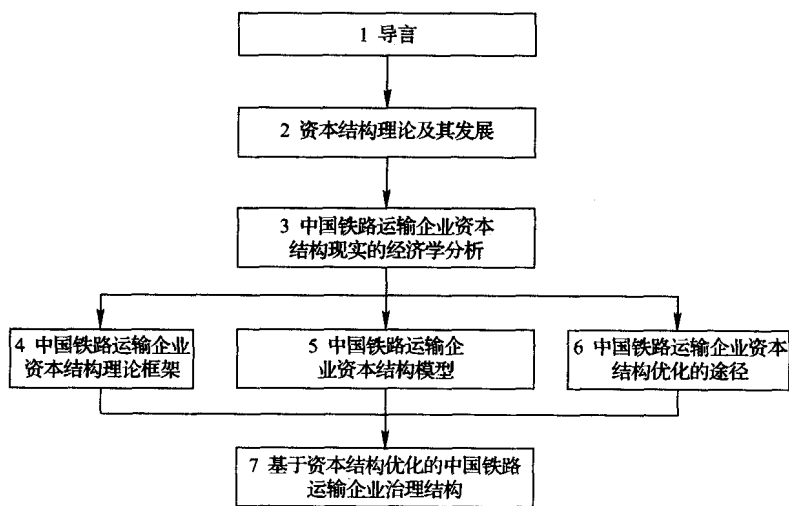 1 导言
2 资本结构理论及其发展
3 中国铁路运输企业资本
结构现实的经济学分析
4 中国铁路运输企业
资本结构理论框架
5 中国铁路运输企
业资本结构模型
6 中国铁路运输企业资本
结构优化的途径
7 基于资本结构优化的中国铁路
运输企业治理结构